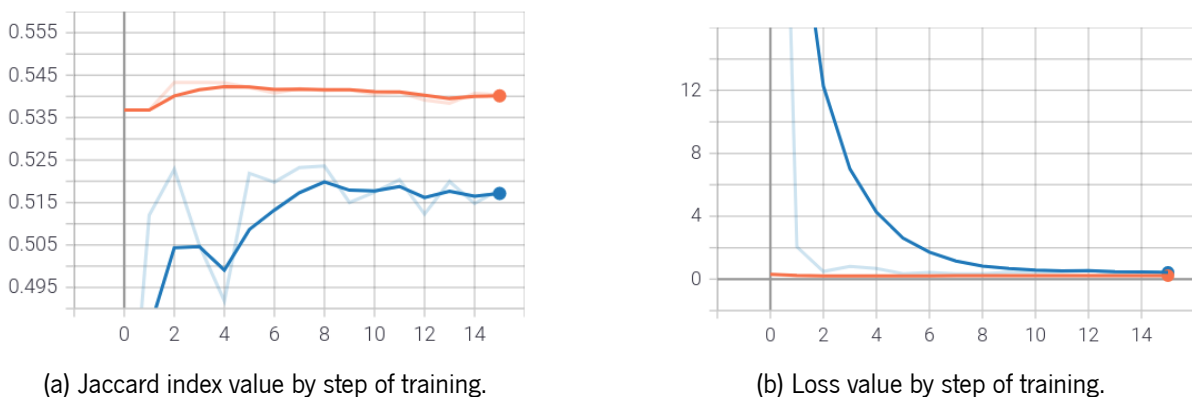 0.555
0.545
0.535
0.525
0.515
0.505
0.495
0 2 4 6 8 10 12 14
(a) Jaccard index value by step of training.
12
8
4
0
0 2 4 6 8 10 12 14
(b) Loss value by step of training.